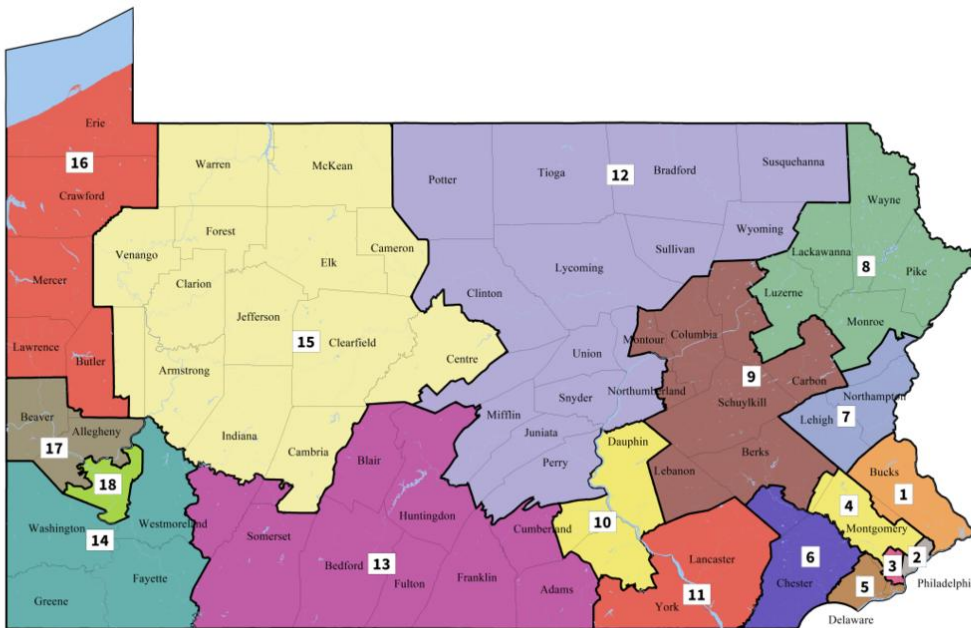 Erie
16
Crawford
Warren
McKean
Potter
Tioga
12
Bradford
Susquehanna
Wayne
Forest
Cameron
Venango
Elk
Clarion
Sullivan
Wyoming
Lackawanna
8
Pike
Lycoming
Luzerne
Mercer
Clinton
Jefferson
Monroe
Lawrence
Butler
15
Clearfield
Centre
Montour
Columbia
Union
Armstrong
9
Carbon
Northampton
Snyder
Northumberland
Schuylkill
Beaver
Allegheny
Mifflin
Lehigh
7
17
Indiana
Cambria
Juniata
Dauphin
Blair
Perry
Lebanon
Berks
Bucks
18
1
Washington
Westmoreland
Huntingdon
4
14
Somerset
Cumberland
10
Montgomery
Bedford
13
Lancaster
6
2
3
Fayette
Fulton
Franklin
Adams
Chester
5
Philadelphi
Greene
11
York
Delaware